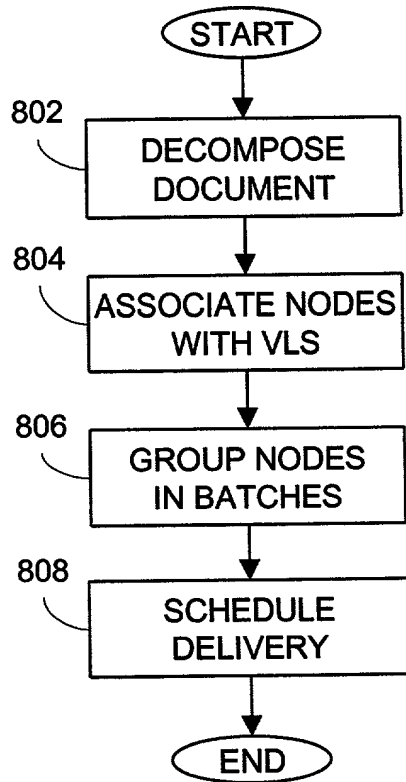 START
802
DECOMPOSE
DOCUMENT
804
ASSOCIATE NODES
WITH VLS
806
GROUP NODES
IN BATCHES
808
SCHEDULE
DELIVERY
END